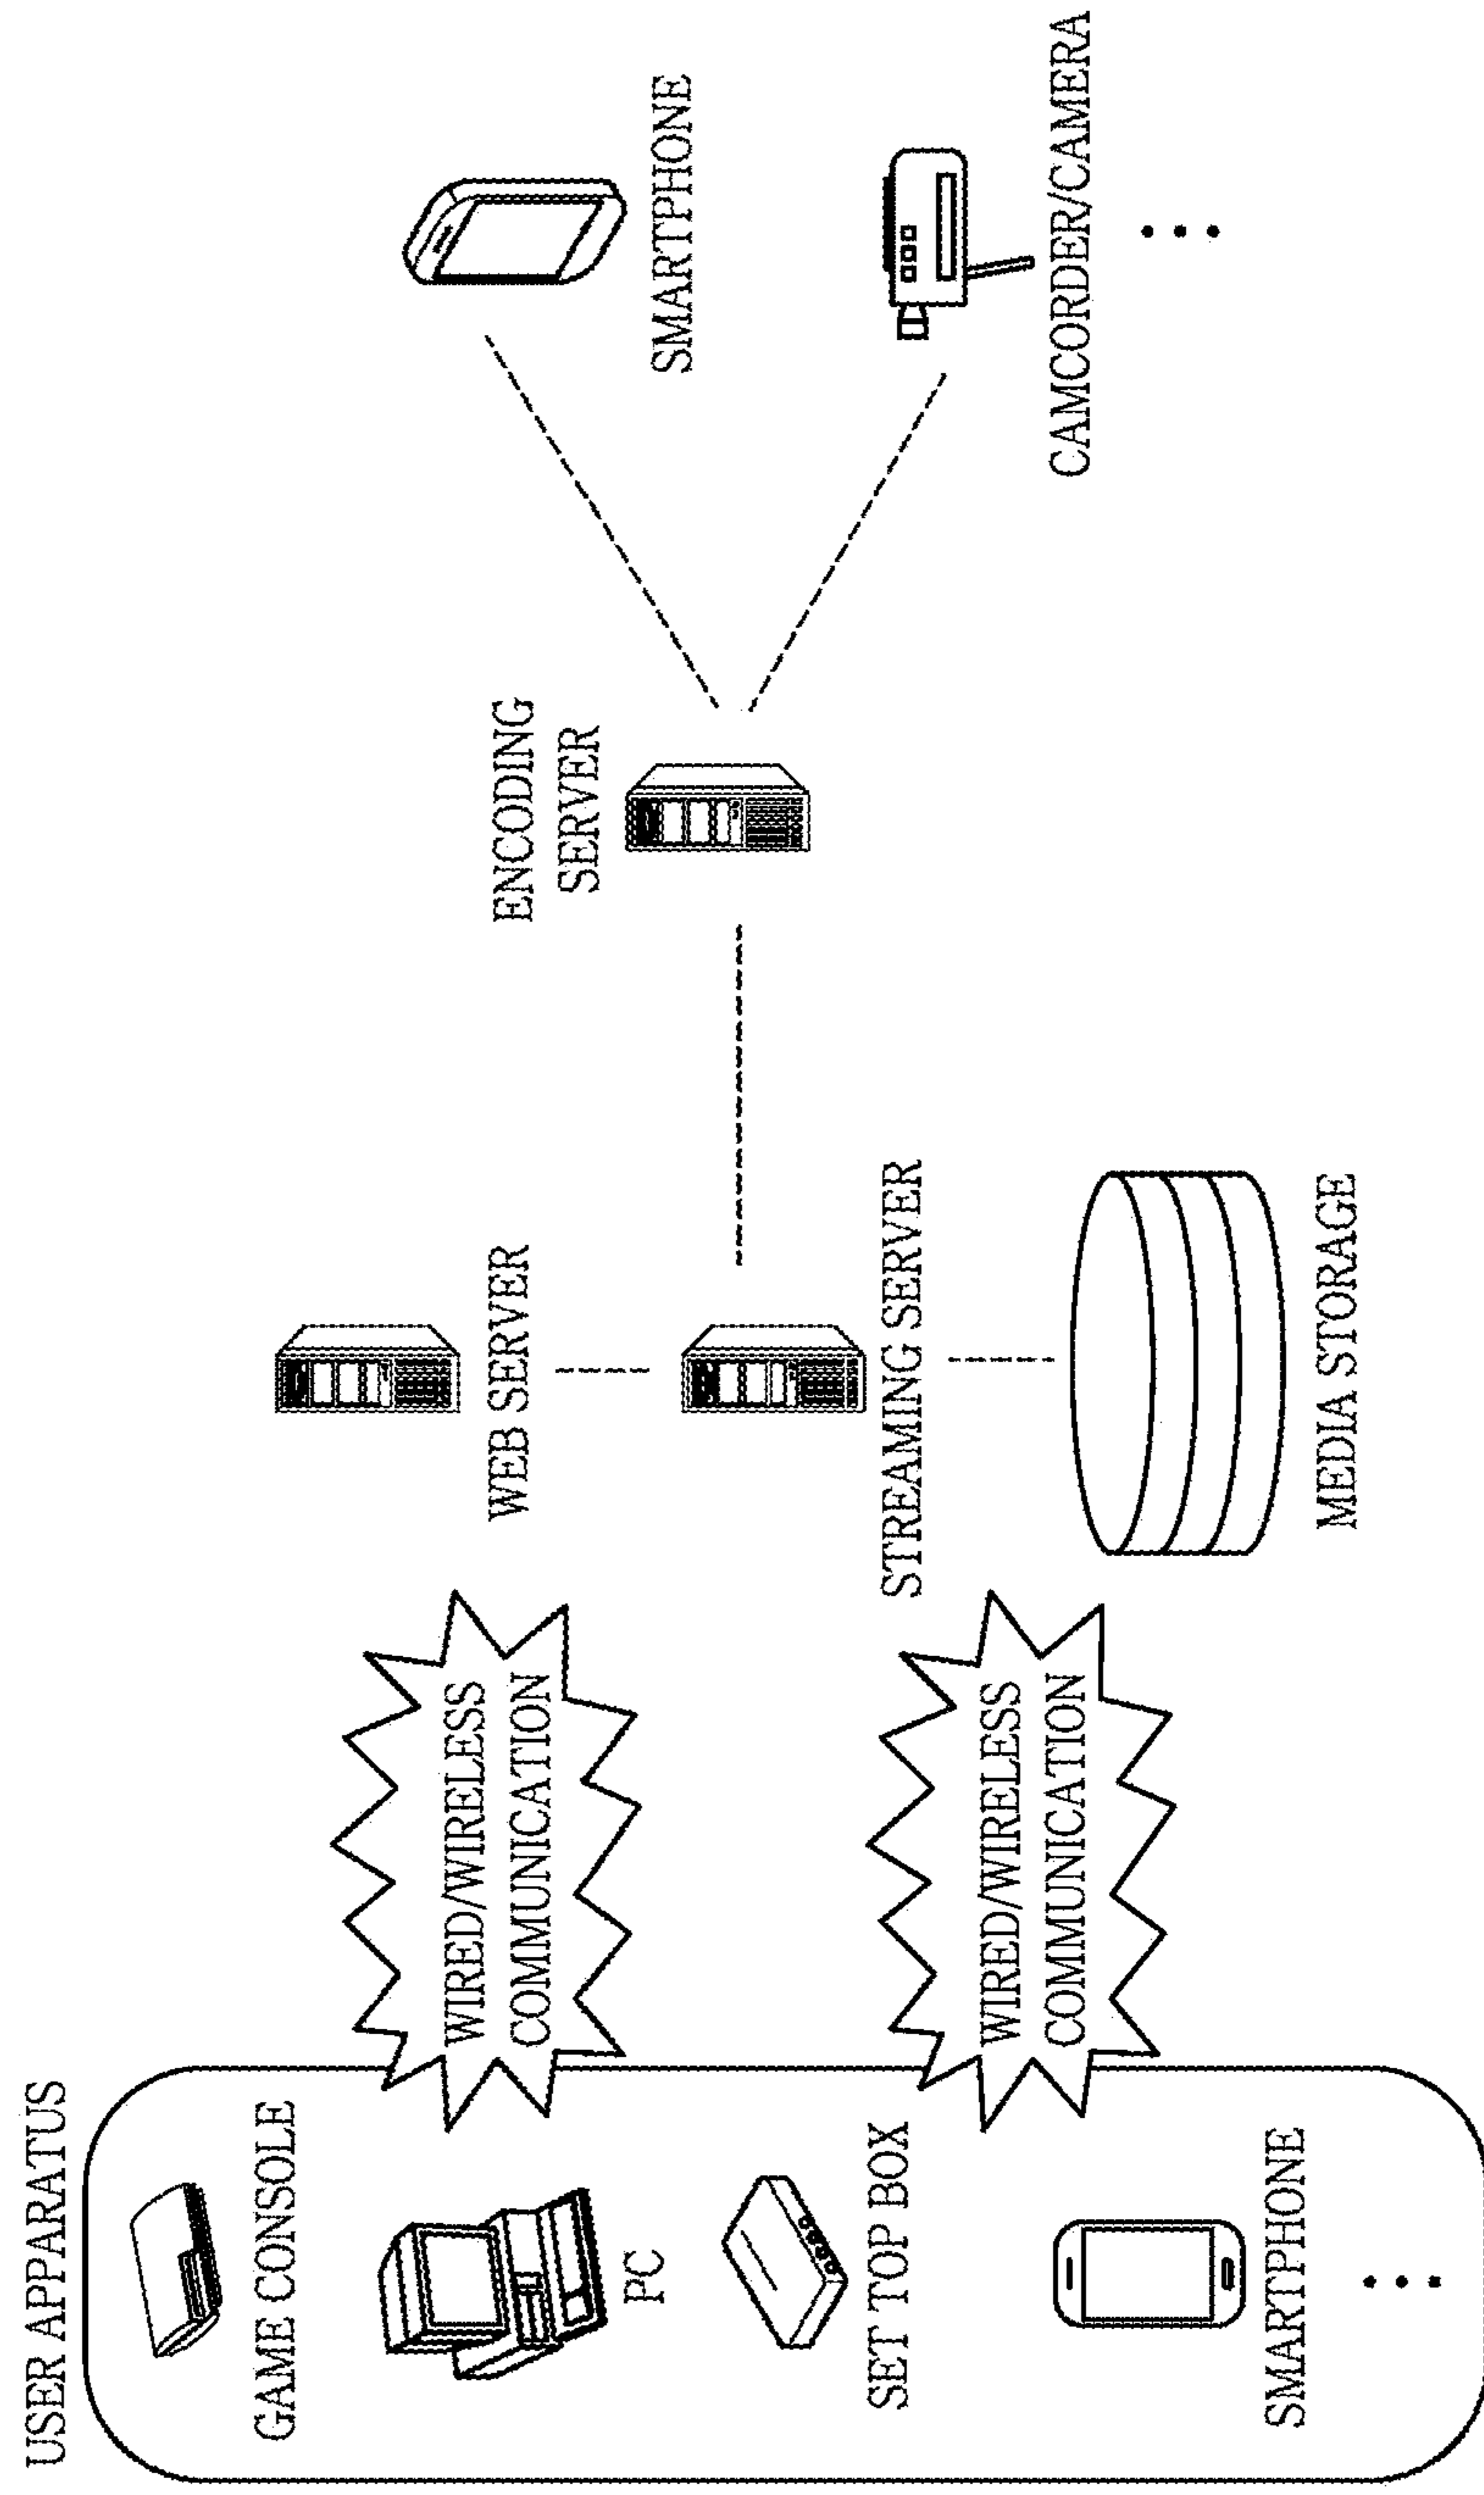 USER APPARATUS
GAME CONSOLE
PC
SET TOP BOX
SMARTPHONE
WIRED/WIRELESS
COMMUNICATION
WIRED/WIRELESS
COMMUNICATION
WEB SERVER
STREAMING SERVER
MEDIA STORAGE
ENCODING
SERVER
SMARTPHONE
CAMCORDER/CAMERA